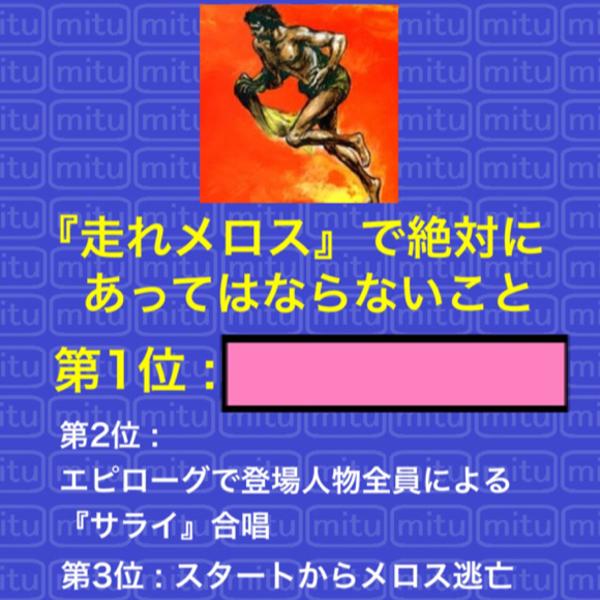 『走れメロス』で絶対に
あってはならないこと
第1位：
第2位：
エピローグで登場人物全員による
『サライ』合唱
第3位：スタートからメロス逃亡
mitu